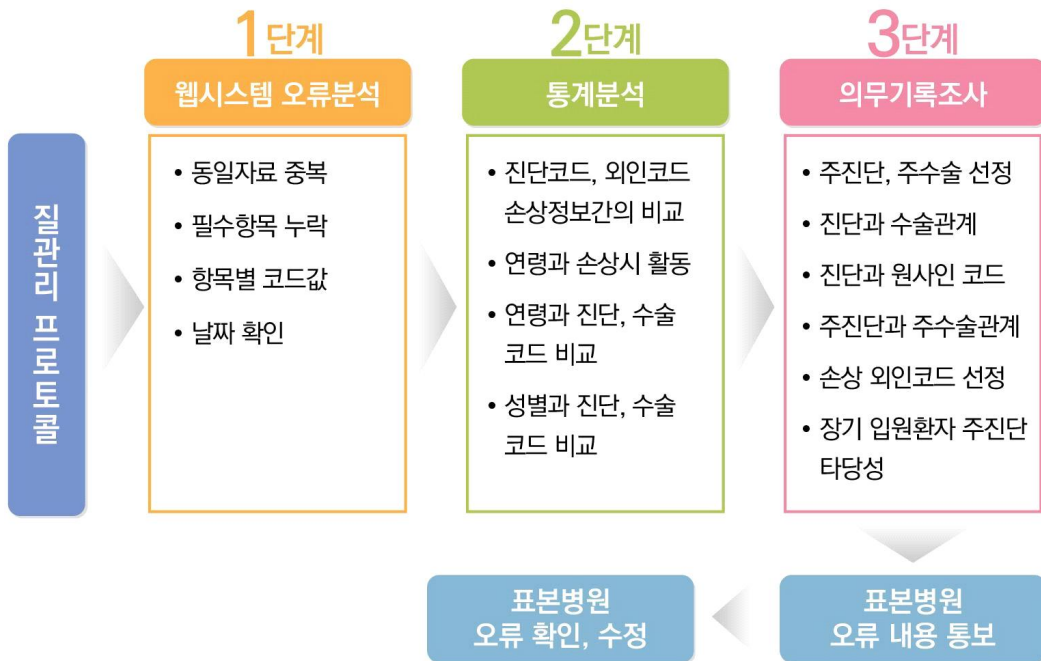 질관리 프로토콜
1단계
웹시스템 오류분석
• 동일자료 중복
• 필수항목 누락
• 항목별 코드값
• 날짜 확인
2단계
통계분석
• 진단코드, 외인코드
손상정보간의 비교
• 연령과 손상시 활동
• 연령과 진단, 수술
코드 비교
• 성별과 진단, 수술
코드 비교
3단계
의무기록조사
• 주진단, 주수술 선정
• 진단과 수술관계
• 진단과 원사인 코드
• 주진단과 주수술관계
• 손상 외인코드 선정
• 장기 입원환자 주진단
타당성
표본병원
오류 내용 통보
표본병원
오류 확인, 수정